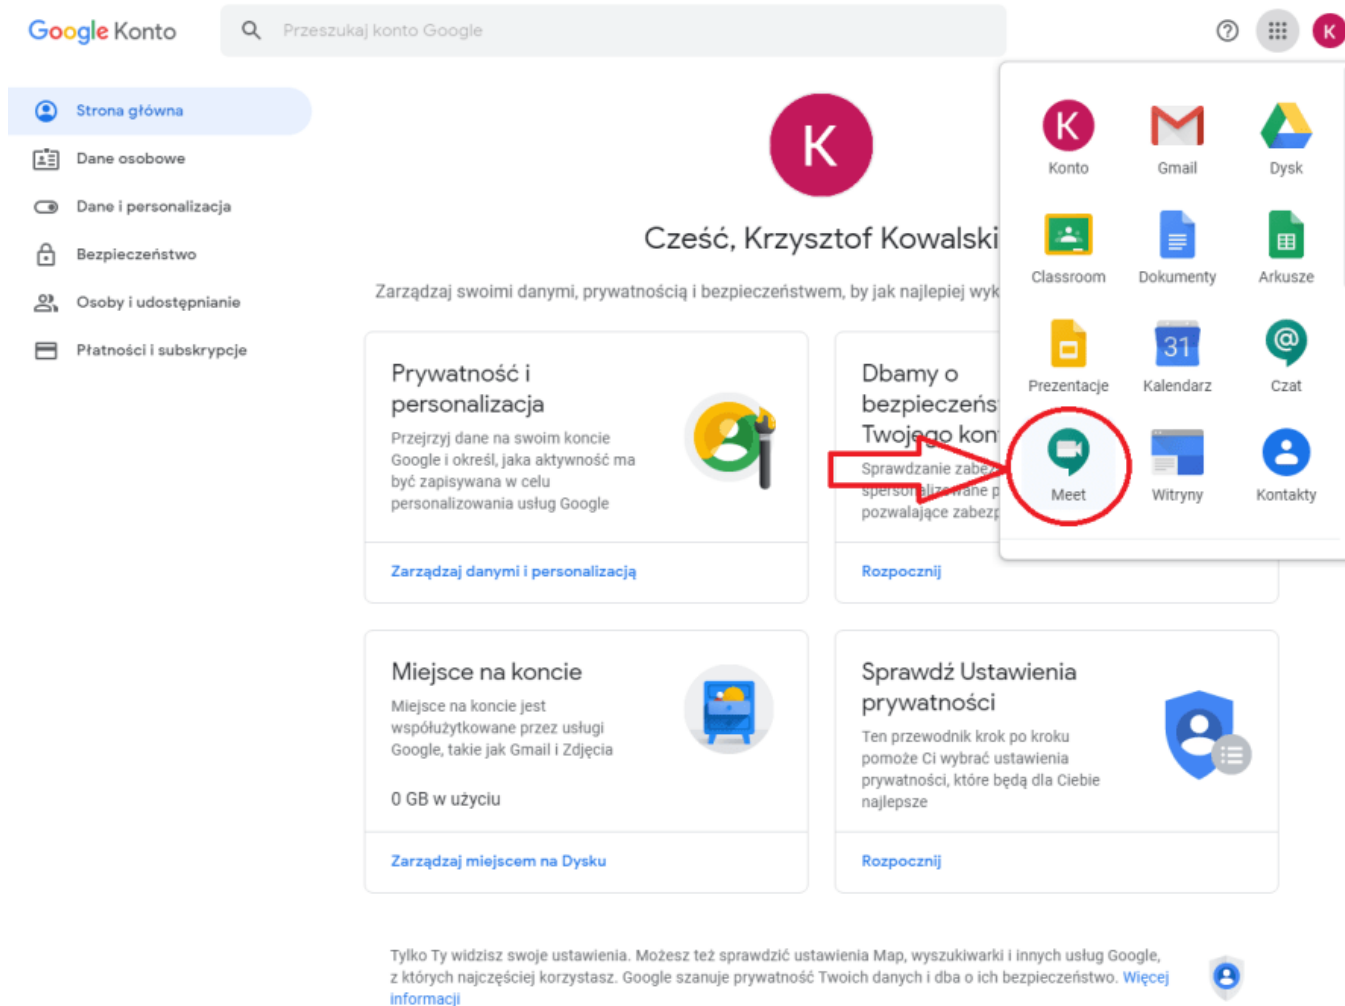 Google Konto
Przeszukaj konto Google
K
Strona główna
Dane osobowe
Dane i personalizacja
Bezpieczeństwo
Osoby i udostępnianie
Płatności i subskrypcje
K
Cześć, Krzysztof Kowalski
Zarządzaj swoimi danymi, prywatnością i bezpieczeństwem, by jak najlepiej wyk
Prywatność i
personalizacja
Przejrzyj dane na swoim koncie
Google i określ, jaka aktywność ma
być zapisywana w celu
personalizowania usług Google
Zarządzaj danymi i personalizacją
Dbamy o
bezpieczeńs
Twojego kon
Sprawdzanie zabez
spersonalizowane p
pozwalające zabezp
Rozpocznij
K
Konto
Gmail
Dysk
Classroom
Dokumenty
Arkusze
Prezentacje
31
Kalendarz
@
Czat
Meet
Witryny
Kontakty
Miejsce na koncie
Miejsce na koncie jest
współużytkowane przez usługi
Google, takie jak Gmail i Zdjęcia
0 GB w użyciu
Zarządzaj miejscem na Dysku
Sprawdź Ustawienia
prywatności
Ten przewodnik krok po kroku
pomoże Ci wybrać ustawienia
prywatności, które będą dla Ciebie
najlepsze
Rozpocznij
Tylko Ty widzisz swoje ustawienia. Możesz też sprawdzić ustawienia Map, wyszukiwarki i innych usług Google,
z których najczęściej korzystasz. Google szanuje prywatność Twoich danych i dba o ich bezpieczeństwo. Więcej
informacji